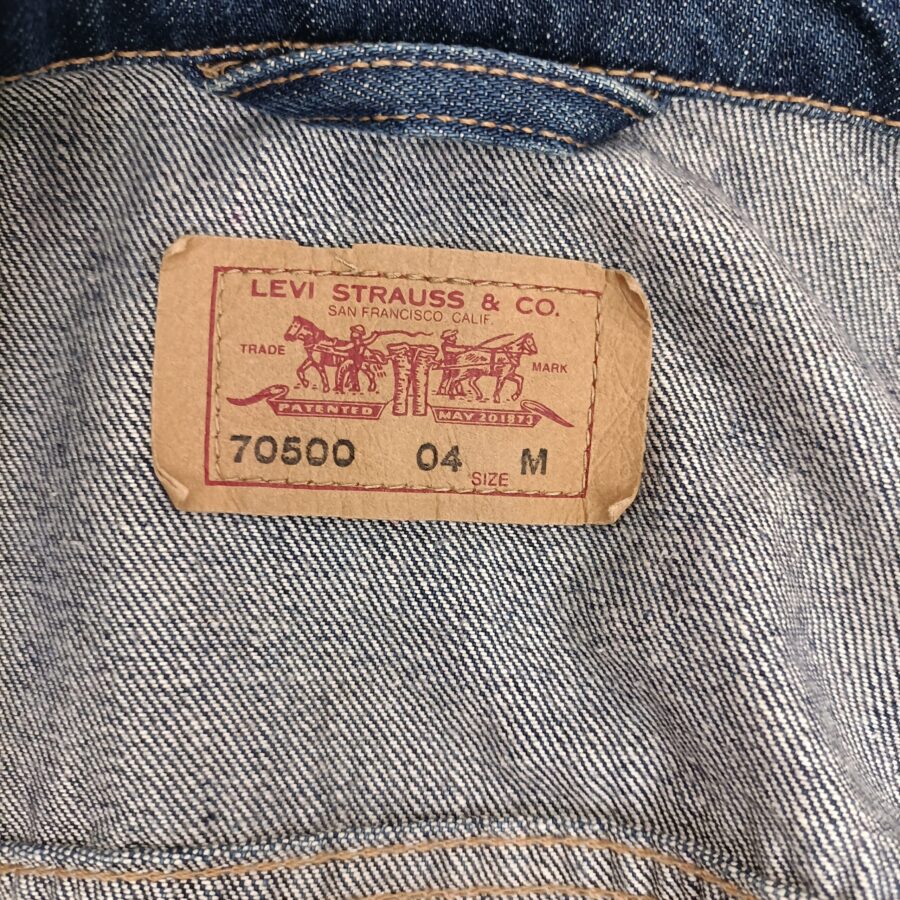 LEVI STRAUSS & CO.
SAN FRANCISCO, CALIF.
TRADE MARK
PATENTED MAY 20 1873
70500 04 SIZE M